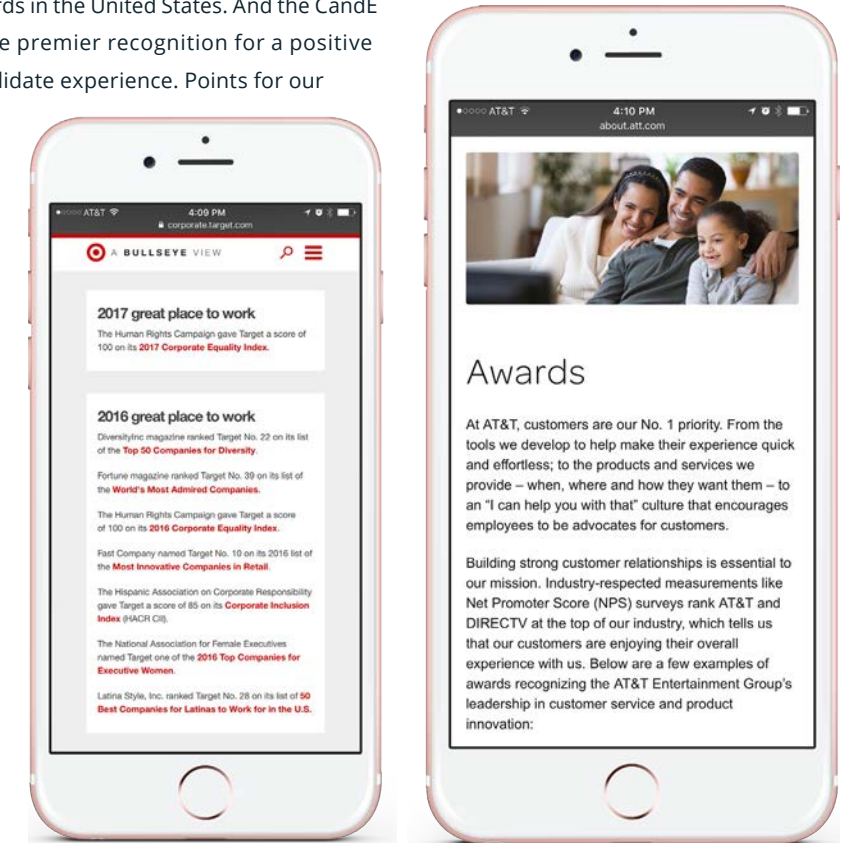 rds in the United States. And the CandE
e premier recognition for a positive
didate experience. Points for our
AT&T 4:09 PM
corporate.target.com
A BULLSEYE VIEW
2017 great place to work
The Human Rights Campaign gave Target a score of
100 on its 2017 Corporate Equality Index.
2016 great place to work
DiversityInc magazine ranked Target No. 22 on its list
of the Top 50 Companies for Diversity.
Fortune magazine ranked Target No. 39 on its list of
the World's Most Admired Companies.
The Human Rights Campaign gave Target a score
of 100 on its 2016 Corporate Equality Index.
Fast Company named Target No. 10 on its 2016 list of
the Most Innovative Companies in Retail.
The Hispanic Association on Corporate Responsibility
gave Target a score of 85 on its Corporate Inclusion
Index (HACR CII).
The National Association for Female Executives
named Target one of the 2016 Top Companies for
Executive Women.
Latina Style, Inc. ranked Target No. 28 on its list of 50
Best Companies for Latinas to Work for in the U.S.
AT&T 4:10 PM
about.att.com
Awards
At AT&T, customers are our No. 1 priority. From the
tools we develop to help make their experience quick
and effortless; to the products and services we
provide – when, where and how they want them – to
an "I can help you with that" culture that encourages
employees to be advocates for customers.
Building strong customer relationships is essential to
our mission. Industry-respected measurements like
Net Promoter Score (NPS) surveys rank AT&T and
DIRECTV at the top of our industry, which tells us
that our customers are enjoying their overall
experience with us. Below are a few examples of
awards recognizing the AT&T Entertainment Group's
leadership in customer service and product
innovation: